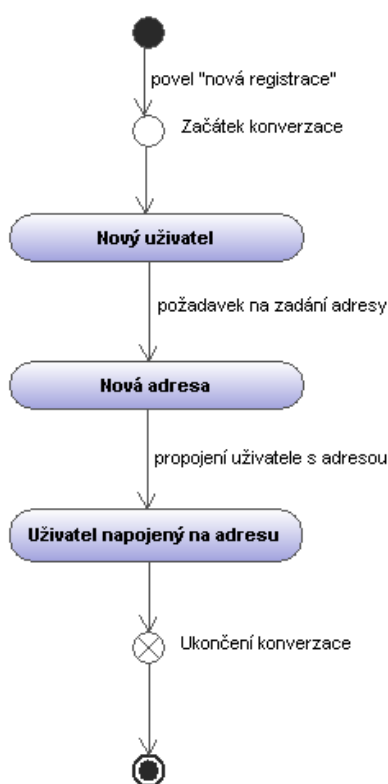 povel "nová registrace"
Začátek konverzace
Nový uživatel
požadavek na zadání adresy
Nová adresa
propojení uživatele s adresou
Uživatel napojený na adresu
Ukončení konverzace